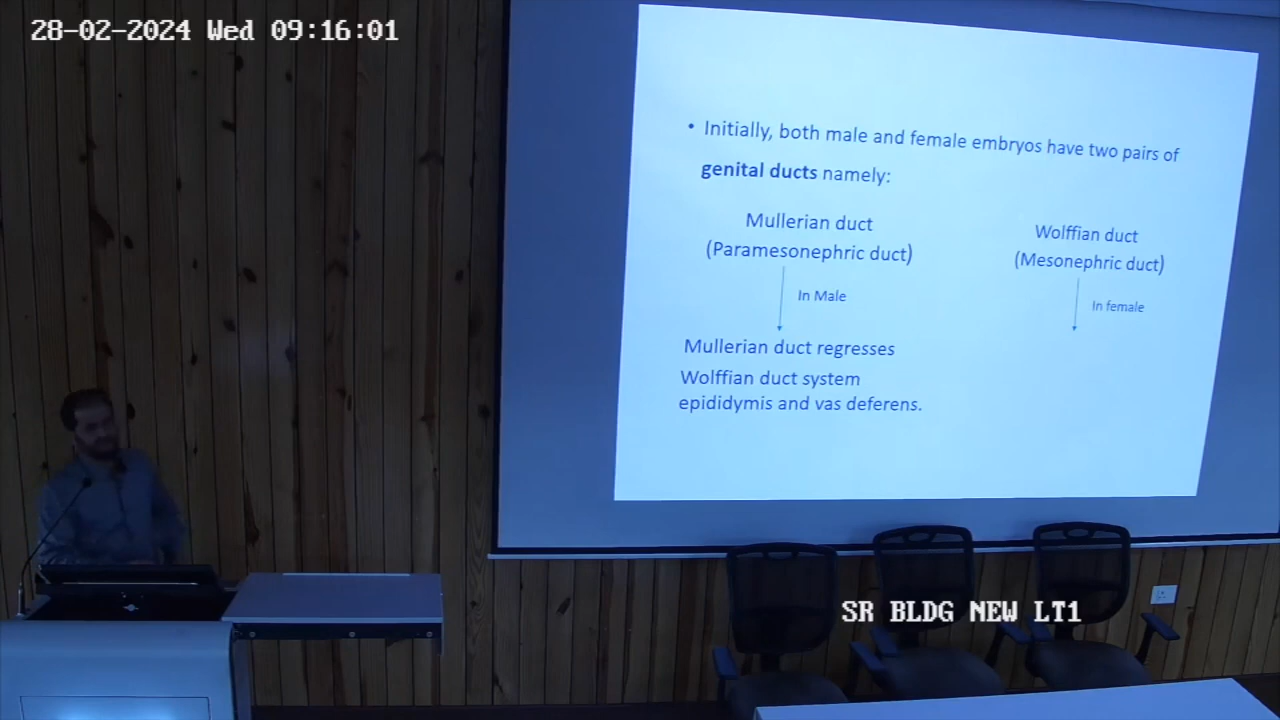 28-02-2024 Wed 09:16:01
• Initially, both male and female embryos have two pairs of
genital ducts namely:
Mullerian duct
(Paramesonephric duct)
In Male
Mullerian duct regresses
Wolffian duct system
epididymis and vas deferens.
Wolffian duct
(Mesonephric duct)
In female
SR BLDG NEW LT1